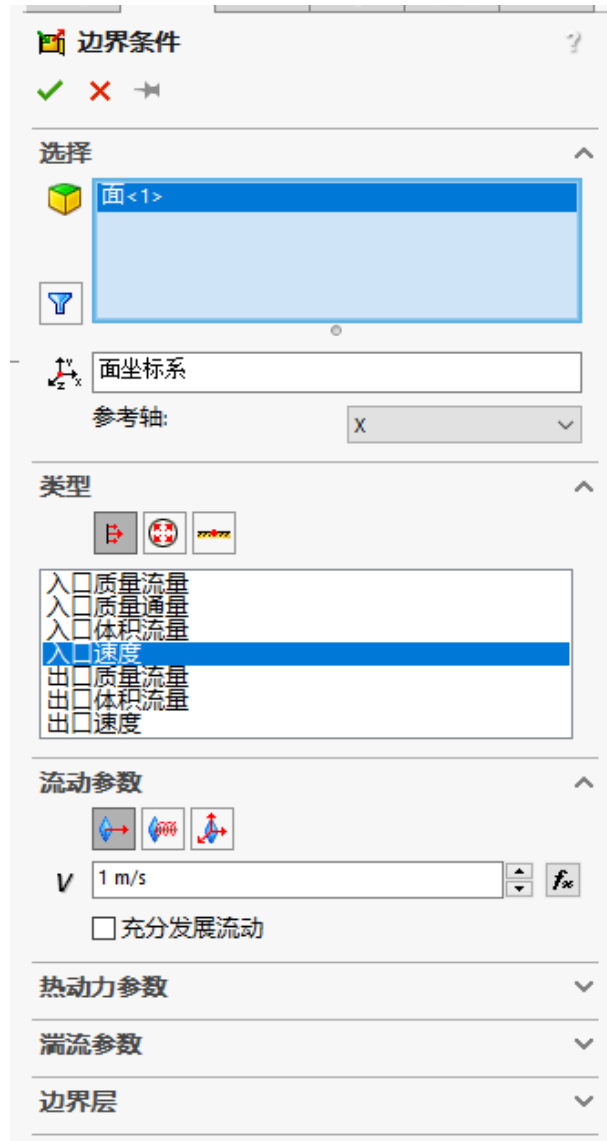 边界条件
?
选择
面<1>
面坐标系
参考轴:
X
类型
入口质量流量
入口质量通量
入口体积流量
入口速度
出口质量流量
出口体积流量
出口速度
流动参数
V
1 m/s
fx
充分发展流动
热动力参数
湍流参数
边界层